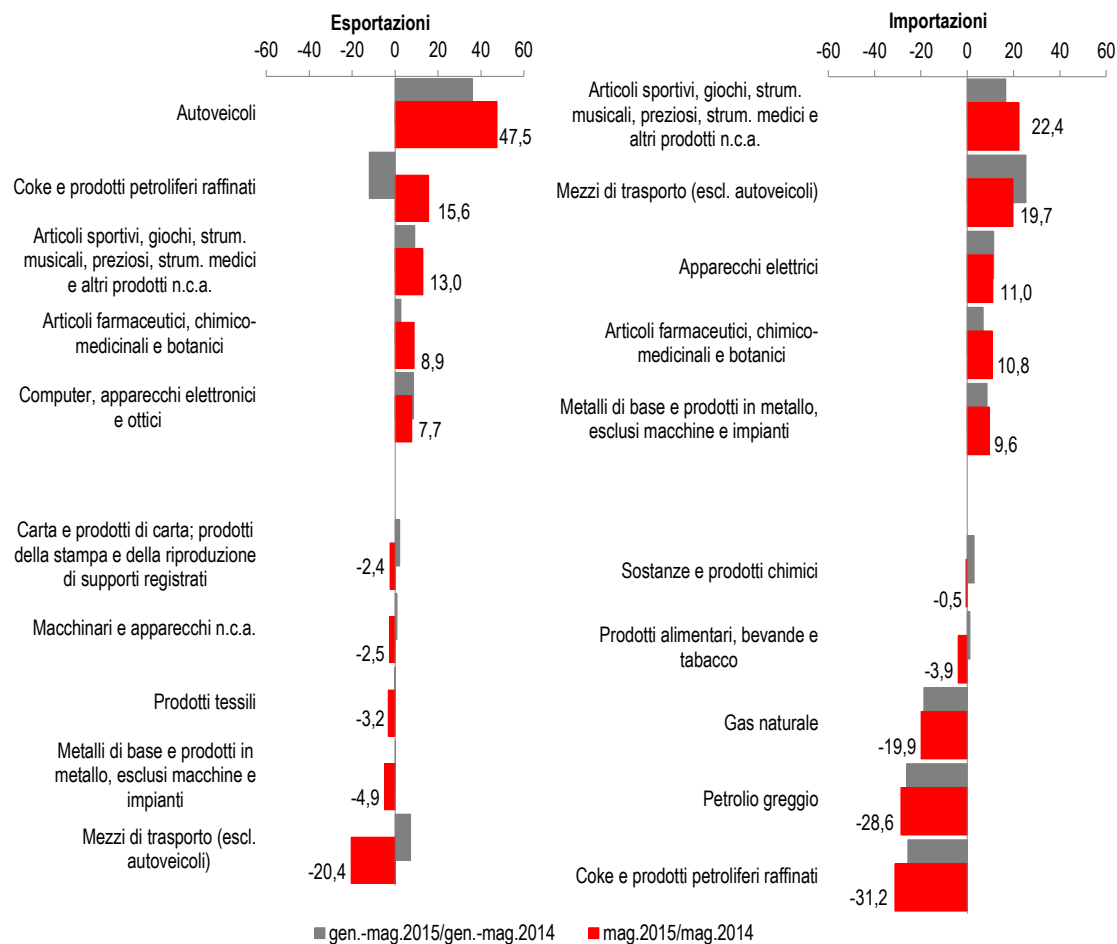 Esportazioni
-60 -40 -20 0 20 40 60
Autoveicoli
47,5
Coke e prodotti petroliferi raffinati
15,6
Articoli sportivi, giochi, strum.
musicali, preziosi, strum. medici
e altri prodotti n.c.a.
13,0
Articoli farmaceutici, chimico-
medicinali e botanici
8,9
Computer, apparecchi elettronici
e ottici
7,7
Carta e prodotti di carta; prodotti
della stampa e della riproduzione
di supporti registrati
-2,4
Macchinari e apparecchi n.c.a.
-2,5
Prodotti tessili
-3,2
Metalli di base e prodotti in
metallo, esclusi macchine e
impianti
-4,9
Mezzi di trasporto (escl.
autoveicoli)
-20,4
Importazioni
-60 -40 -20 0 20 40 60
Articoli sportivi, giochi, strum.
musicali, preziosi, strum. medici e
altri prodotti n.c.a.
22,4
Mezzi di trasporto (escl. autoveicoli)
19,7
Apparecchi elettrici
11,0
Articoli farmaceutici, chimico-
medicinali e botanici
10,8
Metalli di base e prodotti in metallo,
esclusi macchine e impianti
9,6
Sostanze e prodotti chimici
-0,5
Prodotti alimentari, bevande e
tabacco
-3,9
Gas naturale
-19,9
Petrolio greggio
-28,6
Coke e prodotti petroliferi raffinati
-31,2
gen.-mag.2015/gen.-mag.2014 mag.2015/mag.2014